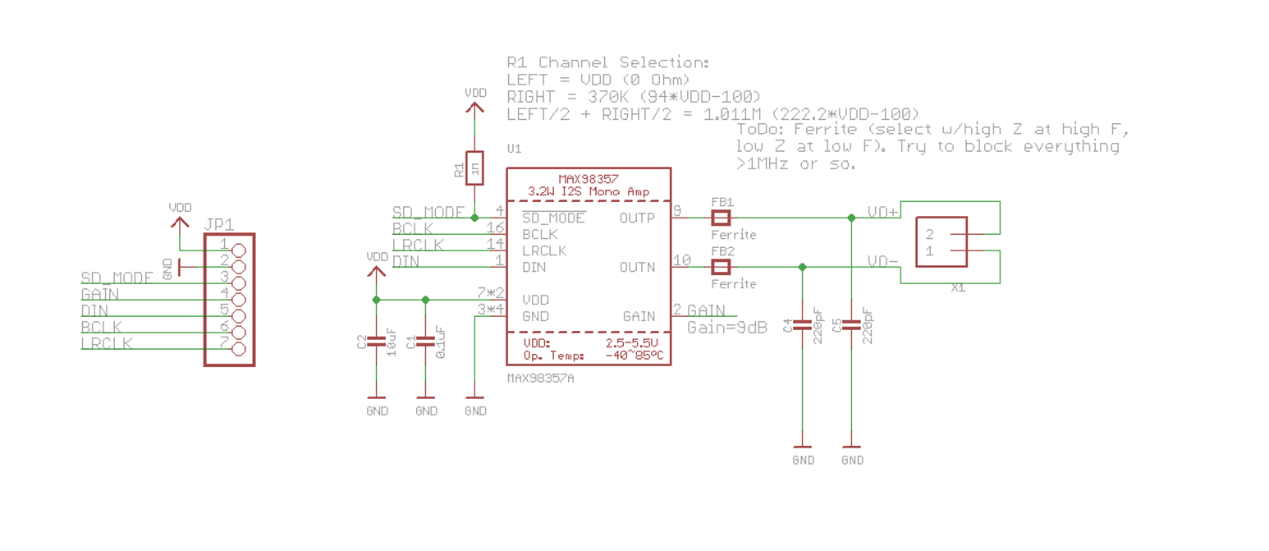 R1 Channel Selection:
LEFT = VDD (0 Ohm)
RIGHT = 370K (94*VDD-100)
LEFT/2 + RIGHT/2 = 1.011M (222.2*VDD-100)
ToDo: Ferrite (select w/high Z at high F,
low Z at low F). Try to block everything
>1MHz or so.
VDD
R1
1M
U1
MAX98357
3.2W I2S Mono Amp
SD_MODE 4 SD_MODE OUTP 9
BCLK 16 BCLK
LRCLK 14 LRCLK
DIN 1 DIN OUTN 10
7*2 VDD
3*4 GND GAIN 2 GAIN
Gain=9dB
VDD: 2.5-5.5V
Op. Temp: -40~85ºC
MAX98357A
FB1
Ferrite
FB2
Ferrite
VO+
VO-
2
1
X1
C4
220pF
C5
220pF
GND
GND
VDD
C2
10uF
C1
0.1uF
GND
GND
GND
VDD
JP1
1
GND
2
SD_MODE 3
GAIN 4
DIN 5
BCLK 6
LRCLK 7